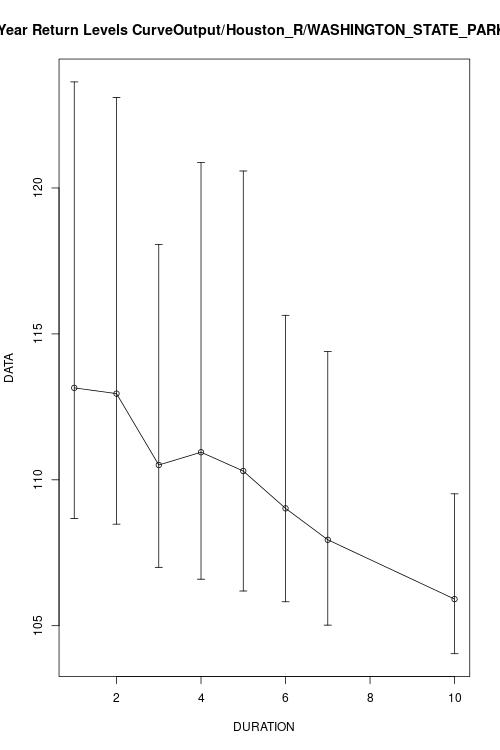 Year Return Levels CurveOutput/Houston_R/WASHINGTON_STATE_PARK
DATA
120
115
110
105
2 4 6 8 10
DURATION